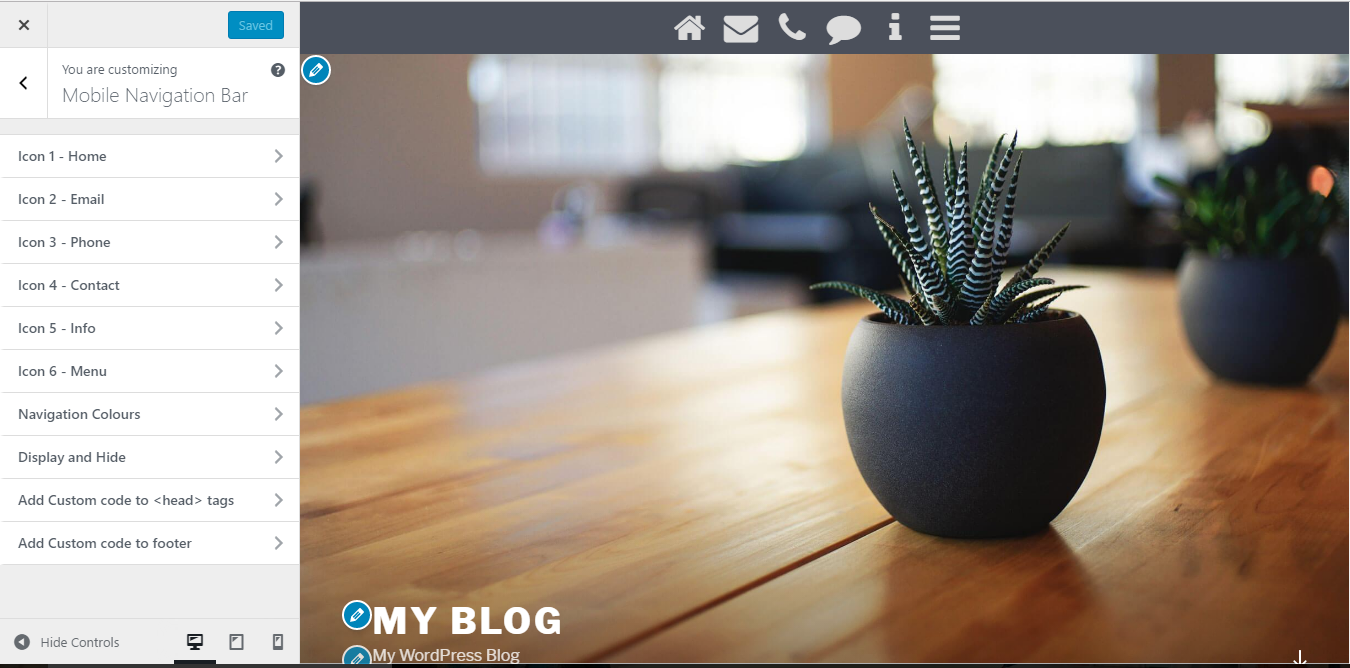 Saved
You are customizing
Mobile Navigation Bar
Icon 1 - Home
Icon 2 - Email
Icon 3 - Phone
Icon 4 - Contact
Icon 5 - Info
Icon 6 - Menu
Navigation Colours
Display and Hide
Add Custom code to <head> tags
Add Custom code to footer
Hide Controls
MY BLOG
My WordPress Blog